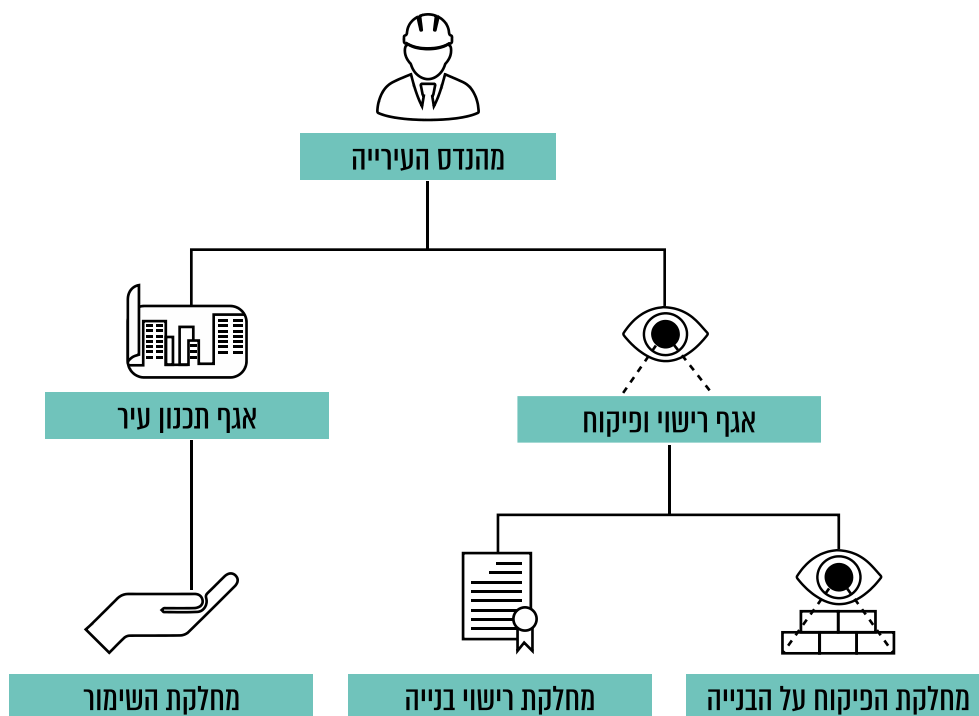 מהנדס העירייה
אגף רישוי ופיקוח
אגף תכנון עיר
מחלקת הפיקוח על הבנייה
מחלקת רישוי בנייה
מחלקת השימור